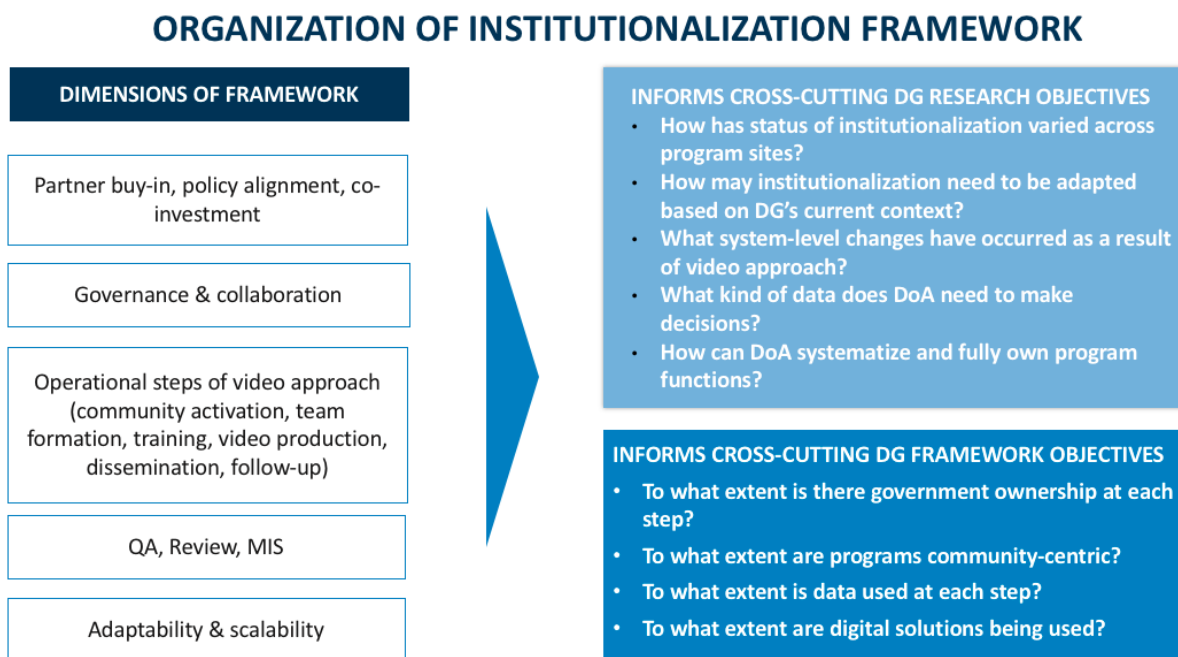 ORGANIZATION OF INSTITUTIONALIZATION FRAMEWORK
DIMENSIONS OF FRAMEWORK
Partner buy-in, policy alignment, co-
investment
Governance & collaboration
Operational steps of video approach
(community activation, team
formation, training, video production,
dissemination, follow-up)
QA, Review, MIS
Adaptability & scalability
INFORMS CROSS-CUTTING DG RESEARCH OBJECTIVES
• How has status of institutionalization varied across
program sites?
• How may institutionalization need to be adapted
based on DG's current context?
• What system-level changes have occurred as a result
of video approach?
• What kind of data does DoA need to make
decisions?
• How can DoA systematize and fully own program
functions?
INFORMS CROSS-CUTTING DG FRAMEWORK OBJECTIVES
• To what extent is there government ownership at each
step?
• To what extent are programs community-centric?
• To what extent is data used at each step?
• To what extent are digital solutions being used?